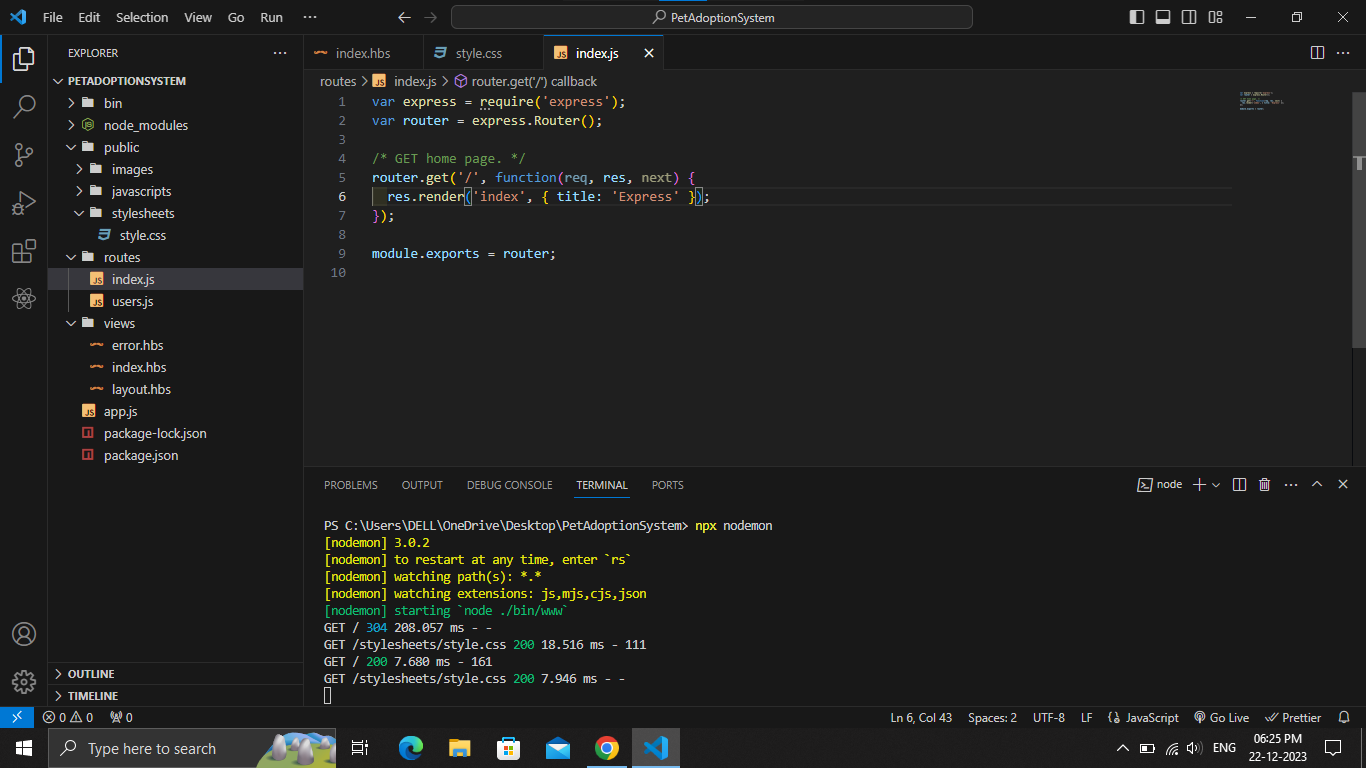 File Edit Selection View Go Run ··· PetAdoptionSystem
EXPLORER ···
PETADOPTIONSYSTEM
bin
node_modules
public
images
javascripts
stylesheets
style.css
routes
index.js
users.js
views
error.hbs
index.hbs
layout.hbs
app.js
package-lock.json
package.json
OUTLINE
TIMELINE
index.hbs style.css index.js
routes > index.js > router.get('/') callback
1 var express = require('express');
2 var router = express.Router();
3
4 /* GET home page. */
5 router.get('/', function(req, res, next) {
6   res.render('index', { title: 'Express' });
7 });
8
9 module.exports = router;
10
PROBLEMS OUTPUT DEBUG CONSOLE TERMINAL PORTS node
PS C:\Users\DELL\OneDrive\Desktop\PetAdoptionSystem> npx nodemon
[nodemon] 3.0.2
[nodemon] to restart at any time, enter `rs`
[nodemon] watching path(s): *.*
[nodemon] watching extensions: js,mjs,cjs,json
[nodemon] starting `node ./bin/www`
GET / 304 208.057 ms - -
GET /stylesheets/style.css 200 18.516 ms - 111
GET / 200 7.680 ms - 161
GET /stylesheets/style.css 200 7.946 ms - -
0 0 0 Ln 6, Col 43 Spaces: 2 UTF-8 LF JavaScript Go Live Prettier
Type here to search ENG 06:25 PM
22-12-2023